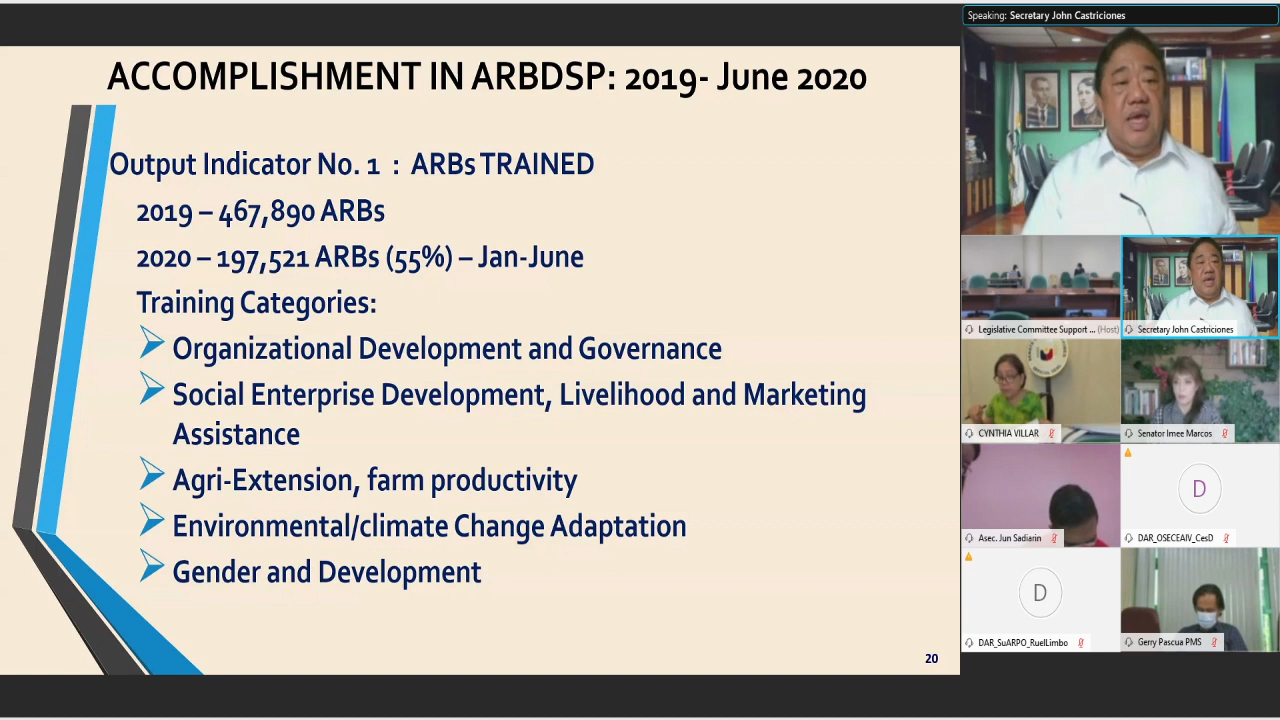 ACCOMPLISHMENT IN ARBDSP: 2019- June 2020
Output Indicator No. 1 : ARBs TRAINED
2019 – 467,890 ARBs
2020 – 197,521 ARBs (55%) – Jan-June
Training Categories:
Organizational Development and Governance
Social Enterprise Development, Livelihood and Marketing
Assistance
Agri-Extension, farm productivity
Environmental/climate Change Adaptation
Gender and Development
20
Speaking: Secretary John Castriciones
Legislative Committee Support ... (Host)
Secretary John Castriciones
CYNTHIA VILLAR
Senator Imee Marcos
Asec. Jun Sadiarin
D
DAR_OSECEAIV_CesD
D
DAR_SuARPO_RuelLimbo
Gerry Pascua PMS